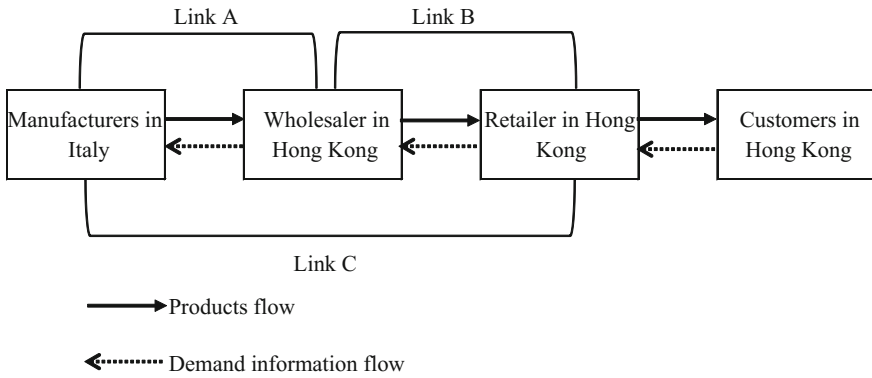 Link A
Link B
Manufacturers in
Italy
Wholesaler in
Hong Kong
Retailer in Hong
Kong
Customers in
Hong Kong
Link C
Products flow
Demand information flow